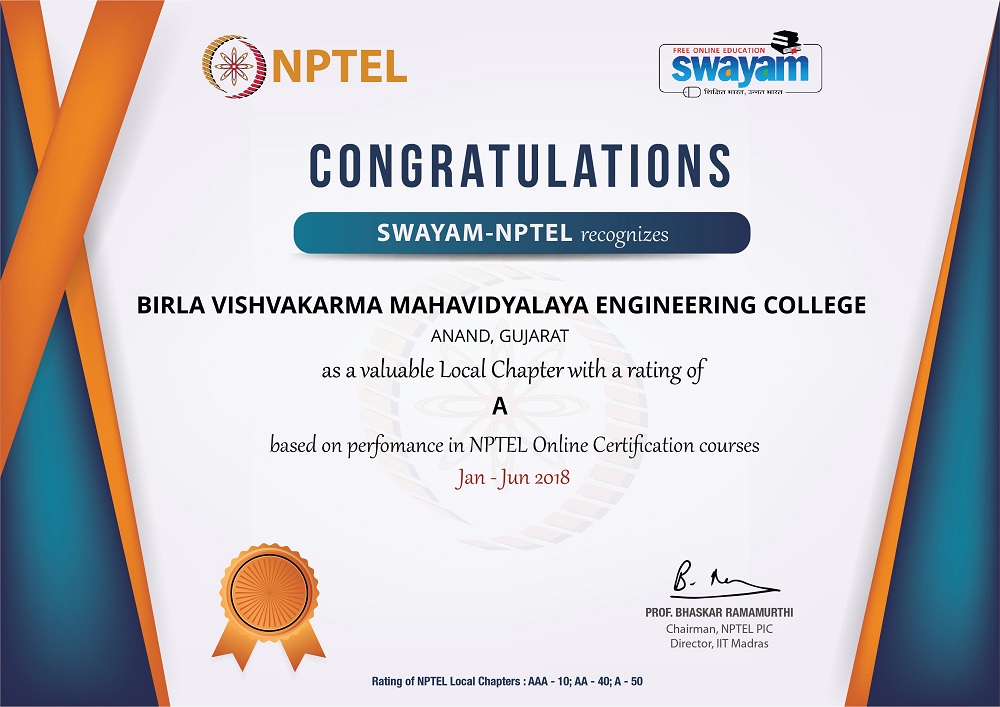 NPTEL
FREE ONLINE EDUCATION
swayam
शिक्षित भारत, उन्नत भारत
CONGRATULATIONS
SWAYAM-NPTEL recognizes
BIRLA VISHVAKARMA MAHAVIDYALAYA ENGINEERING COLLEGE
ANAND, GUJARAT
as a valuable Local Chapter with a rating of
A
based on perfomance in NPTEL Online Certification courses
Jan - Jun 2018
PROF. BHASKAR RAMAMURTHI
Chairman, NPTEL PIC
Director, IIT Madras
Rating of NPTEL Local Chapters : AAA - 10; AA - 40; A - 50